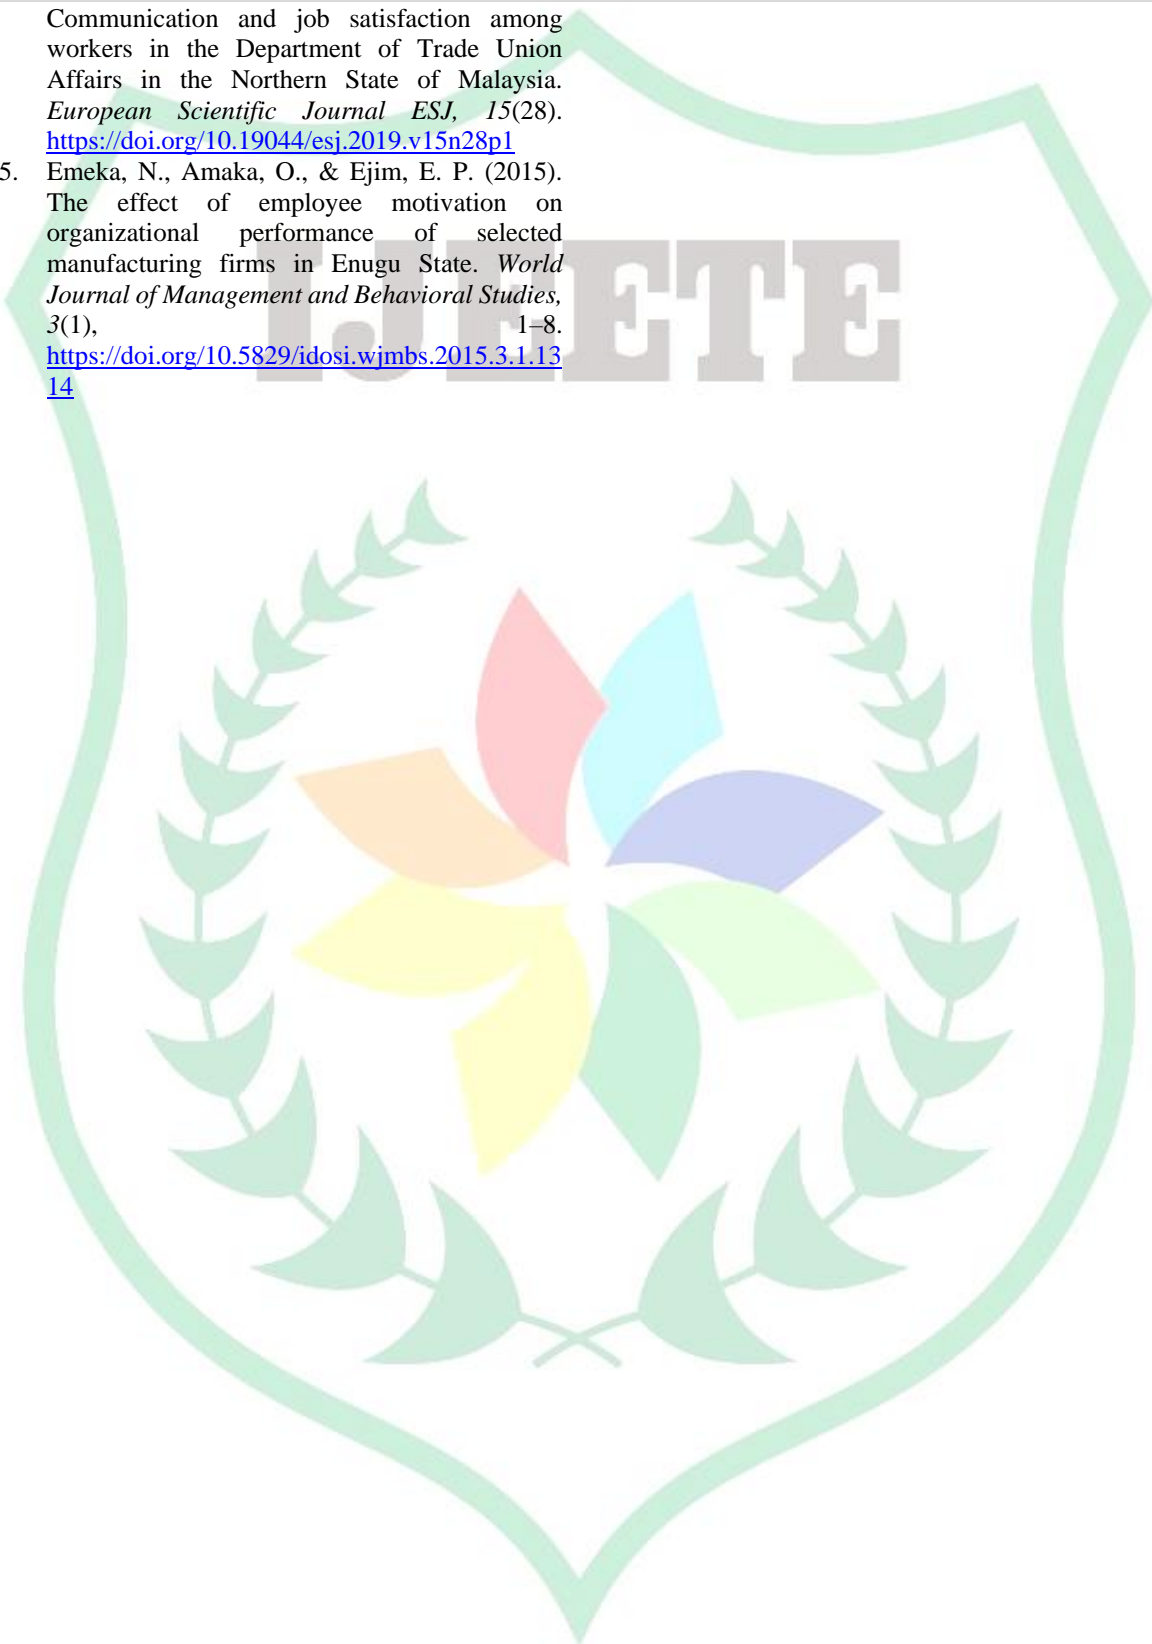 Communication and job satisfaction among
workers in the Department of Trade Union
Affairs in the Northern State of Malaysia.
European Scientific Journal ESJ, 15(28).
https://doi.org/10.19044/esj.2019.v15n28p1
5. Emeka, N., Amaka, O., & Ejim, E. P. (2015).
The effect of employee motivation on
organizational performance of selected
manufacturing firms in Enugu State. World
Journal of Management and Behavioral Studies,
3(1), 1–8.
https://doi.org/10.5829/idosi.wjmbs.2015.3.1.13
14
IJEETE